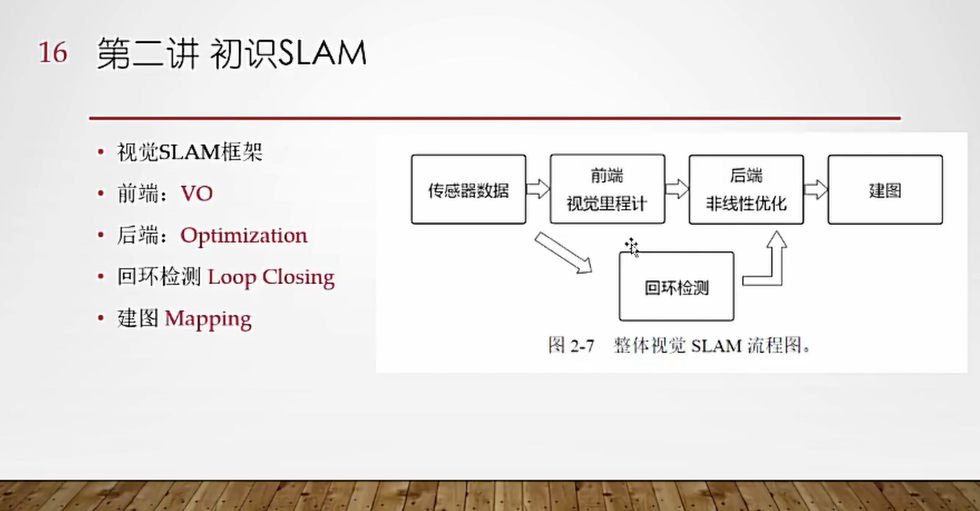 16 第二讲 初识SLAM
• 视觉SLAM框架
• 前端：VO
• 后端：Optimization
• 回环检测 Loop Closing
• 建图 Mapping
传感器数据
前端
视觉里程计
后端
非线性优化
建图
回环检测
图 2-7 整体视觉 SLAM 流程图。